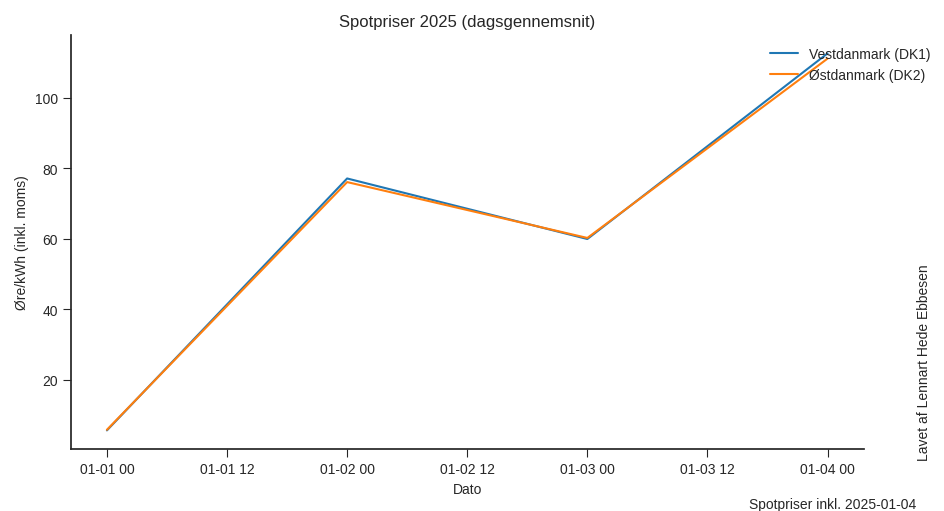 Spotpriser 2025 (dagsgennemsnit)
Vestdanmark (DK1)
Østdanmark (DK2)
Øre/kWh (inkl. moms)
100
80
60
40
20
01-01 00
01-01 12
01-02 00
01-02 12
01-03 00
01-03 12
01-04 00
Dato
Lavet af Lennart Hede Ebbesen
Spotpriser inkl. 2025-01-04